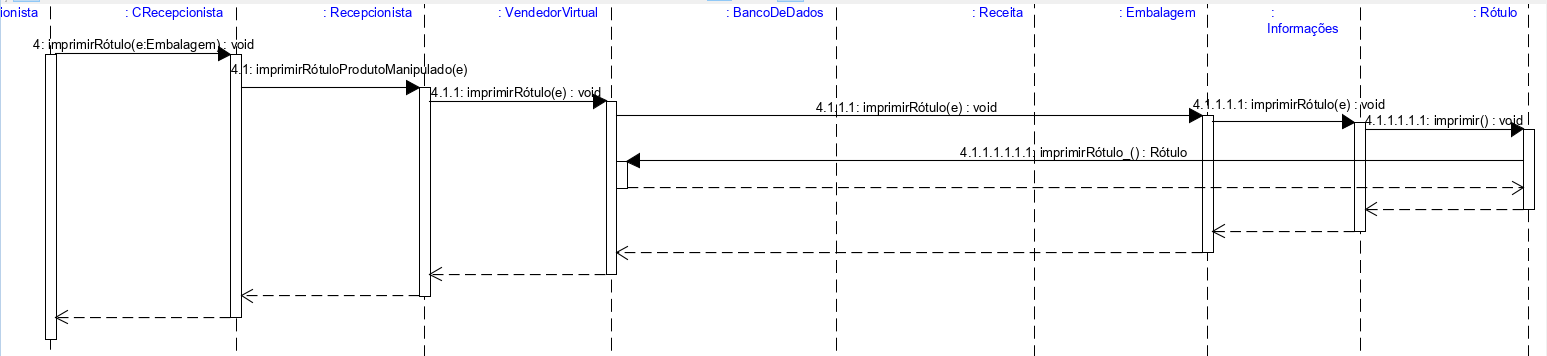 ionista
: CRecepcionista
: Recepcionista
: VendedorVirtual
: BancoDeDados
: Receita
: Embalagem
:
Informações
: Rótulo
4: imprimirRótulo(e:Embalagem) : void
4.1: imprimirRótuloProdutoManipulado(e)
4.1.1: imprimirRótulo(e) : void
4.1.1.1: imprimirRótulo(e) : void
4.1.1.1.1: imprimirRótulo(e) : void
4.1.1.1.1.1: imprimir() : void
4.1.1.1.1.1.1: imprimirRótulo_() : Rótulo